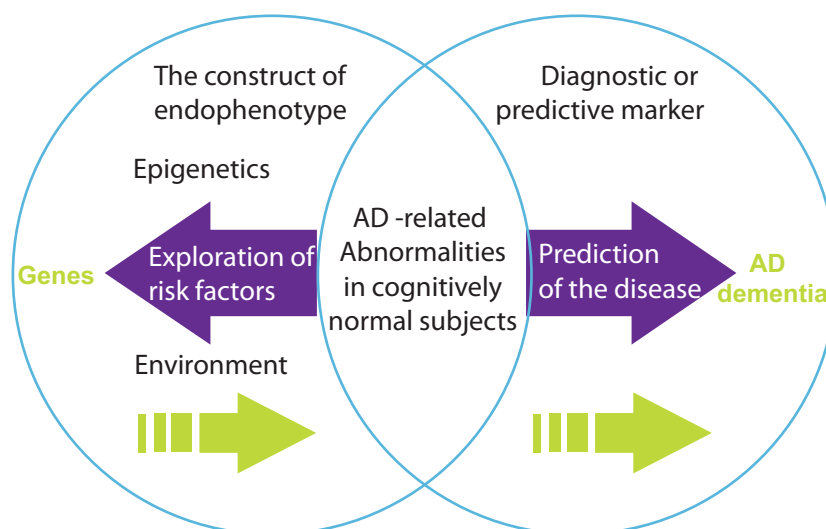 The construct of
endophenotype
Diagnostic or
predictive marker
Epigenetics
AD -related
Abnormalities
in cognitively
normal subjects
Genes
Exploration of
risk factors
Prediction
of the disease
AD
dementia
Environment